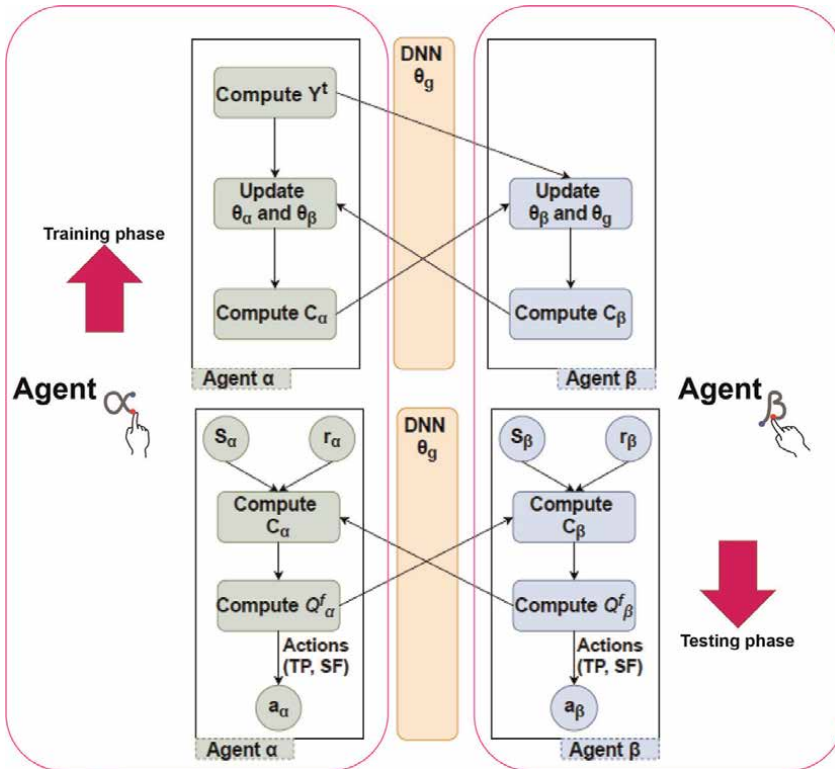 DNN
θg
Compute Yᵗ
Update
θα and θβ
Update
θβ and θg
Training phase
Compute Cα
Compute Cβ
Agent α
Agent β
Agent α
Agent β
DNN
θg
Sα
rα
Sβ
rβ
Compute
Cα
Compute
Cβ
Compute Qᶠα
Compute Qᶠβ
Actions
(TP, SF)
Actions
(TP, SF)
Testing phase
aα
aβ
Agent α
Agent β